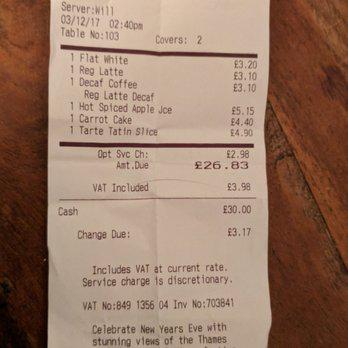 Server:Will
03/12/17 02:40pm
Table No:103 Covers: 2
1 Flat White £3.20
1 Reg Latte £3.10
1 Decaf Coffee £3.10
Reg Latte Decaf
1 Hot Spiced Apple Jce £5.15
1 Carrot Cake £4.40
1 Tarte Tatin Slice £4.90
Opt Svc Ch: £2.98
Amt.Due £26.83
VAT Included £3.98
Cash £30.00
Change Due: £3.17
Includes VAT at current rate.
Service charge is discretionary.
VAT No:849 1356 04 Inv No:703841
Celebrate New Years Eve with
stunning views of the Thames